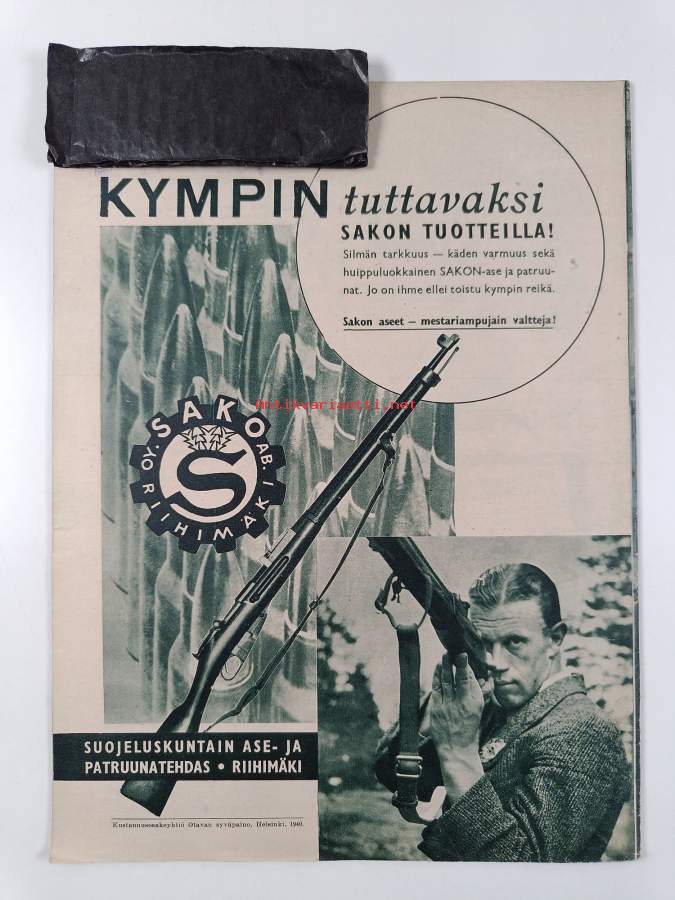 KYMPIN tuttavaksi
SAKON TUOTTEILLA!
Silmän tarkkuus — käden varmuus sekä
huippuluokkainen SAKON-ase ja patruu-
nat. Jo on ihme ellei toistu kympin reikä.
Sakon aseet — mestariampujain valtteja!
Antikvariaatti.net
OY. SAKO AB.
S
RIIHIMÄKI
SUOJELUSKUNTAIN ASE- JA
PATRUUNATEHDAS • RIIHIMÄKI
Kustannusosakeyhtiö Otavan syväpaino, Helsinki, 1940.